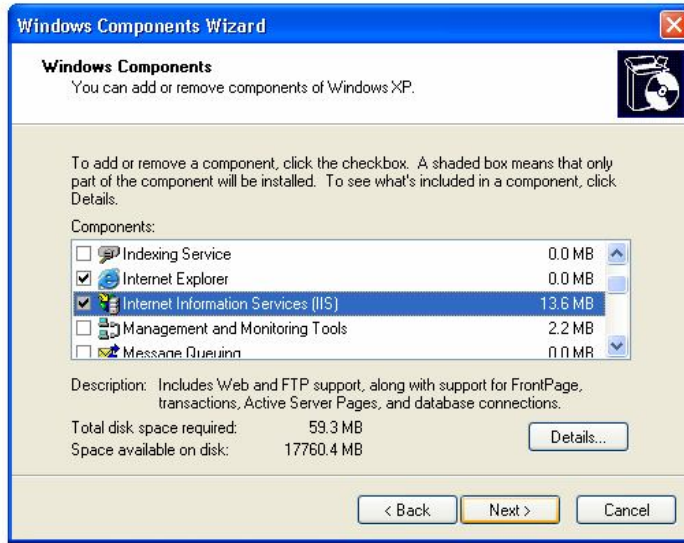 Windows Components Wizard
Windows Components
You can add or remove components of Windows XP.
To add or remove a component, click the checkbox. A shaded box means that only
part of the component will be installed. To see what's included in a component, click
Details.
Components:
Indexing Service 0.0 MB
Internet Explorer 0.0 MB
Internet Information Services (IIS) 13.6 MB
Management and Monitoring Tools 2.2 MB
Message Queuing 0.0 MB
Description: Includes Web and FTP support, along with support for FrontPage,
transactions, Active Server Pages, and database connections.
Total disk space required: 59.3 MB
Space available on disk: 17760.4 MB
Details...
< Back Next > Cancel